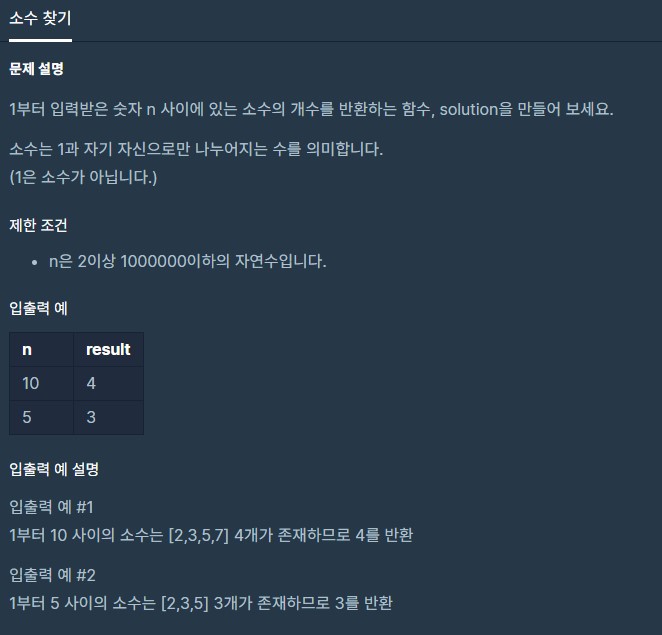 소수 찾기
문제 설명
1부터 입력받은 숫자 n 사이에 있는 소수의 개수를 반환하는 함수, solution을 만들어 보세요.
소수는 1과 자기 자신으로만 나누어지는 수를 의미합니다.
(1은 소수가 아닙니다.)
제한 조건
• n은 2이상 1000000이하의 자연수입니다.
입출력 예
n result
10 4
5 3
입출력 예 설명
입출력 예 #1
1부터 10 사이의 소수는 [2,3,5,7] 4개가 존재하므로 4를 반환
입출력 예 #2
1부터 5 사이의 소수는 [2,3,5] 3개가 존재하므로 3를 반환